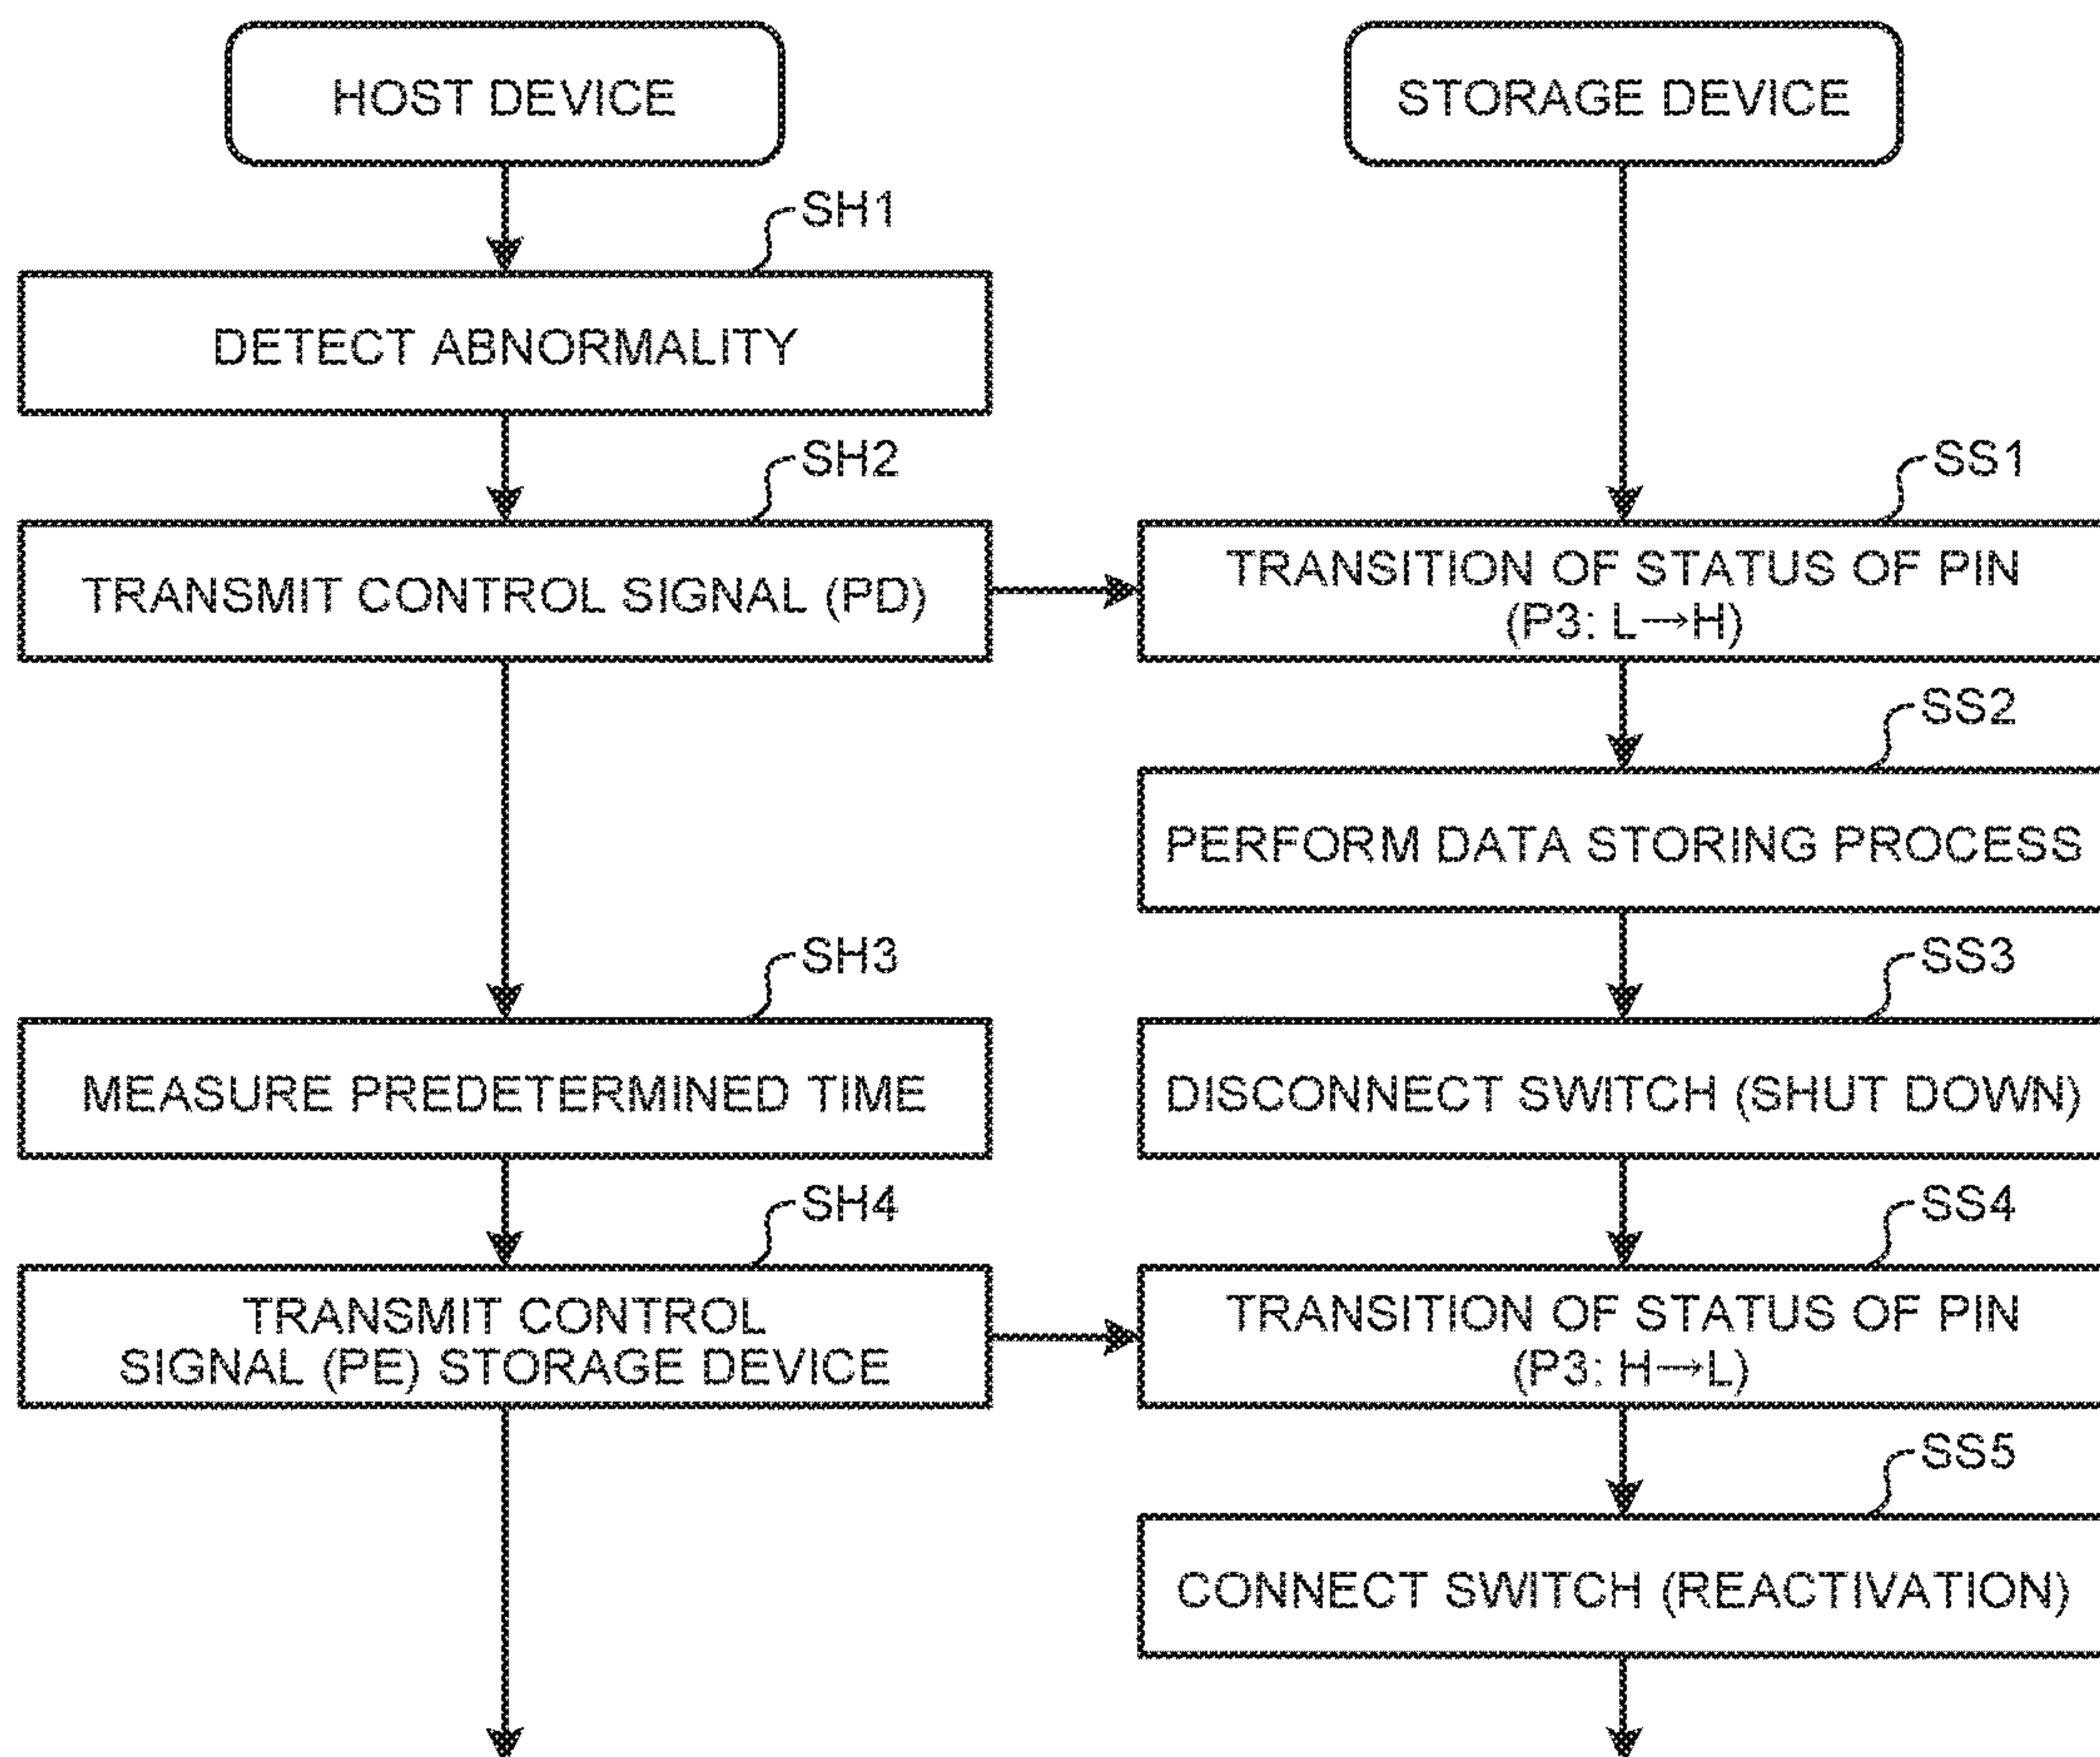 HOST DEVICE
STORAGE DEVICE
SH1
DETECT ABNORMALITY
SH2
TRANSMIT CONTROL SIGNAL (PD)
SS1
TRANSITION OF STATUS OF PIN
(P3: L→H)
SS2
PERFORM DATA STORING PROCESS
SH3
MEASURE PREDETERMINED TIME
SS3
DISCONNECT SWITCH (SHUT DOWN)
SH4
TRANSMIT CONTROL
SIGNAL (PE) STORAGE DEVICE
SS4
TRANSITION OF STATUS OF PIN
(P3: H→L)
SS5
CONNECT SWITCH (REACTIVATION)